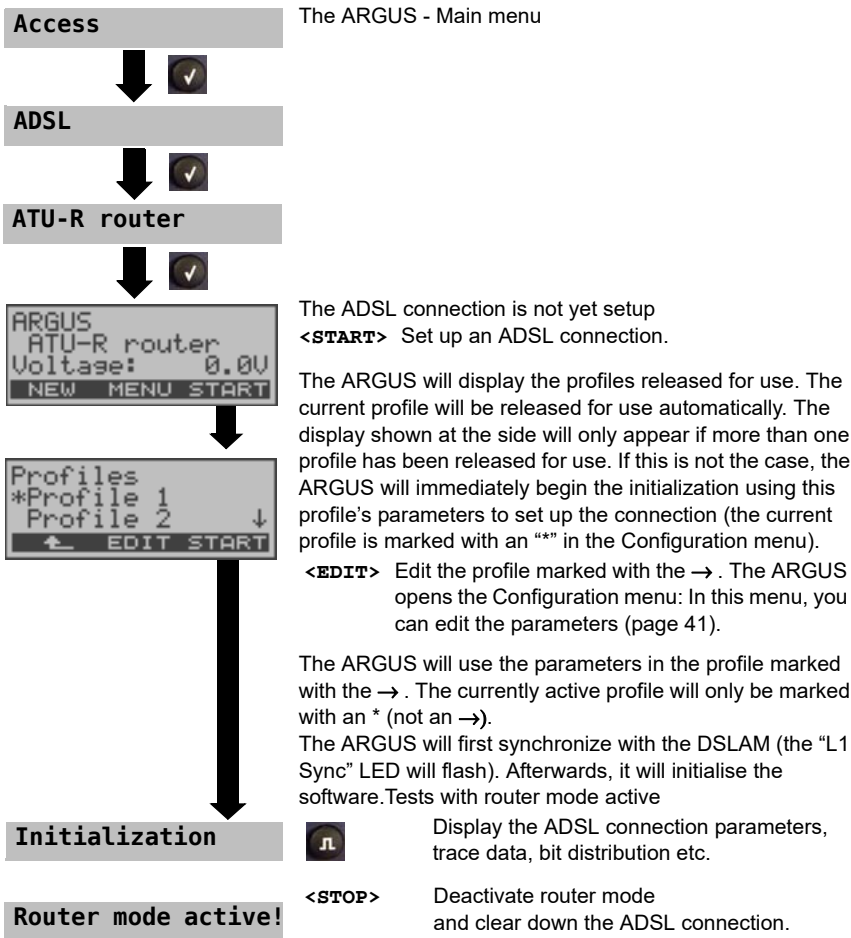 Access
The ARGUS - Main menu
ADSL
ATU-R router
ARGUS
ATU-R router
Voltage: 0.0V
NEW MENU START
The ADSL connection is not yet setup
<START> Set up an ADSL connection.
The ARGUS will display the profiles released for use. The
current profile will be released for use automatically. The
display shown at the side will only appear if more than one
profile has been released for use. If this is not the case, the
ARGUS will immediately begin the initialization using this
profile's parameters to set up the connection (the current
profile is marked with an “*” in the Configuration menu).
Profiles
*Profile 1
Profile 2 ↓
EDIT START
<EDIT> Edit the profile marked with the → . The ARGUS
opens the Configuration menu: In this menu, you
can edit the parameters (page 41).
The ARGUS will use the parameters in the profile marked
with the → . The currently active profile will only be marked
with an * (not an →).
The ARGUS will first synchronize with the DSLAM (the “L1
Sync” LED will flash). Afterwards, it will initialise the
software.Tests with router mode active
Initialization
Display the ADSL connection parameters,
trace data, bit distribution etc.
<STOP> Deactivate router mode
and clear down the ADSL connection.
Router mode active!